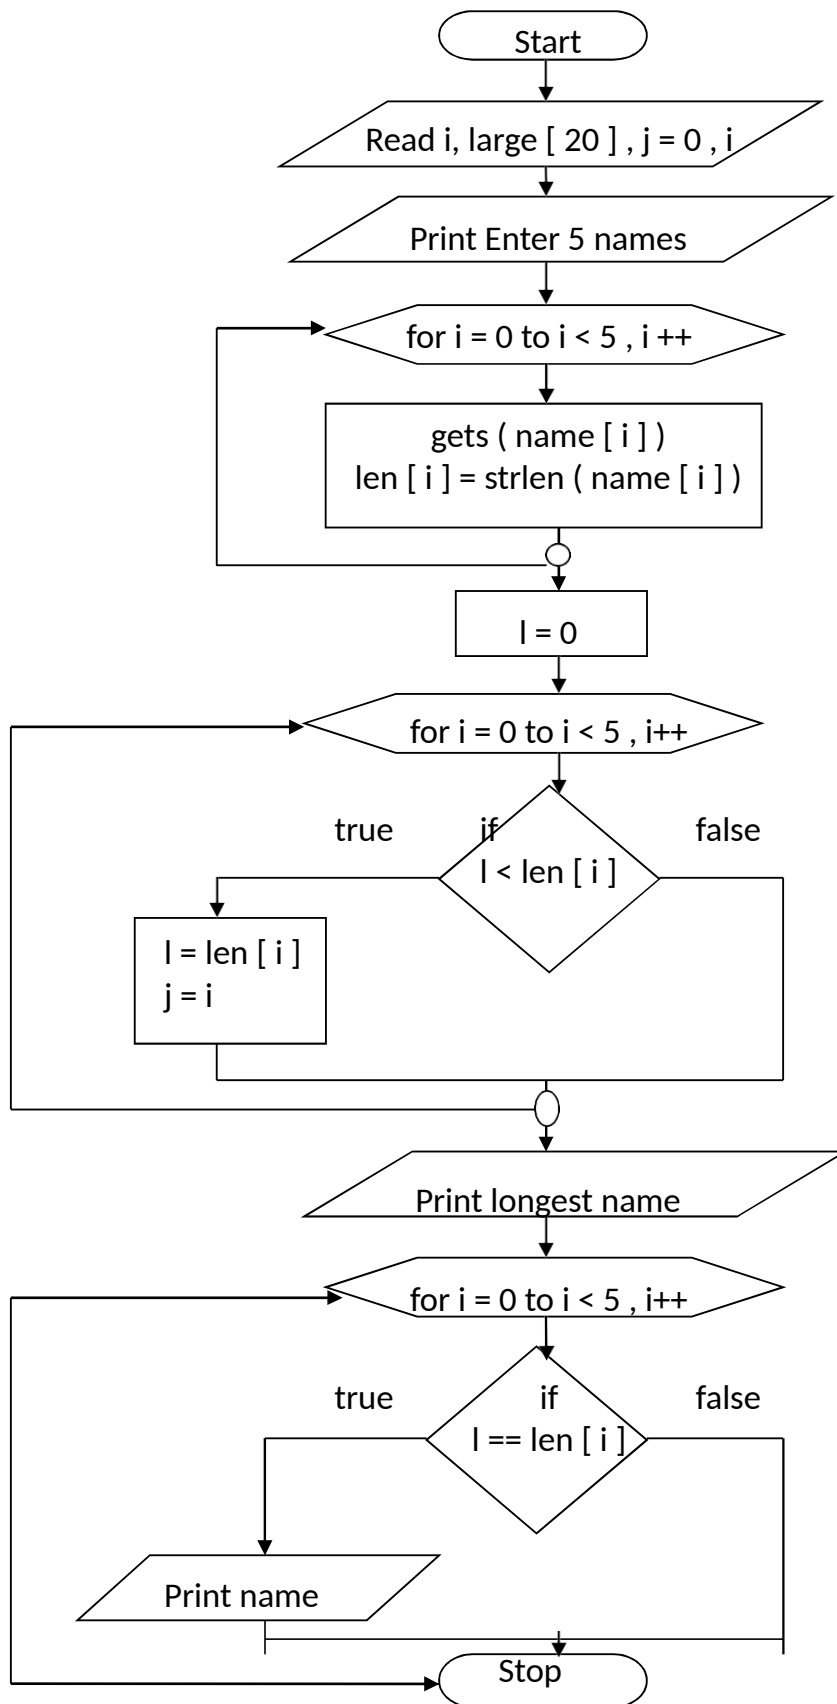 Start
Read i, large [ 20 ] , j = 0 , i
Print Enter 5 names
for i = 0 to i < 5 , i ++
gets ( name [ i ] )
len [ i ] = strlen ( name [ i ] )
l = 0
for i = 0 to i < 5 , i++
true if false
l < len [ i ]
l = len [ i ]
j = i
Print longest name
for i = 0 to i < 5 , i++
true if false
l == len [ i ]
Print name
Stop